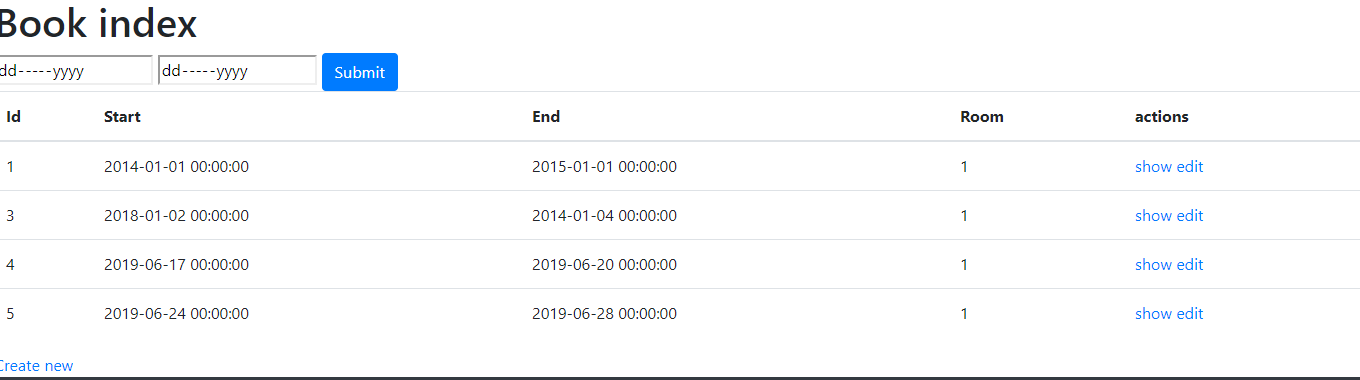 Book index
dd-----yyyy dd-----yyyy Submit
Id Start End Room actions
1 2014-01-01 00:00:00 2015-01-01 00:00:00 1 show edit
3 2018-01-02 00:00:00 2014-01-04 00:00:00 1 show edit
4 2019-06-17 00:00:00 2019-06-20 00:00:00 1 show edit
5 2019-06-24 00:00:00 2019-06-28 00:00:00 1 show edit
Create new